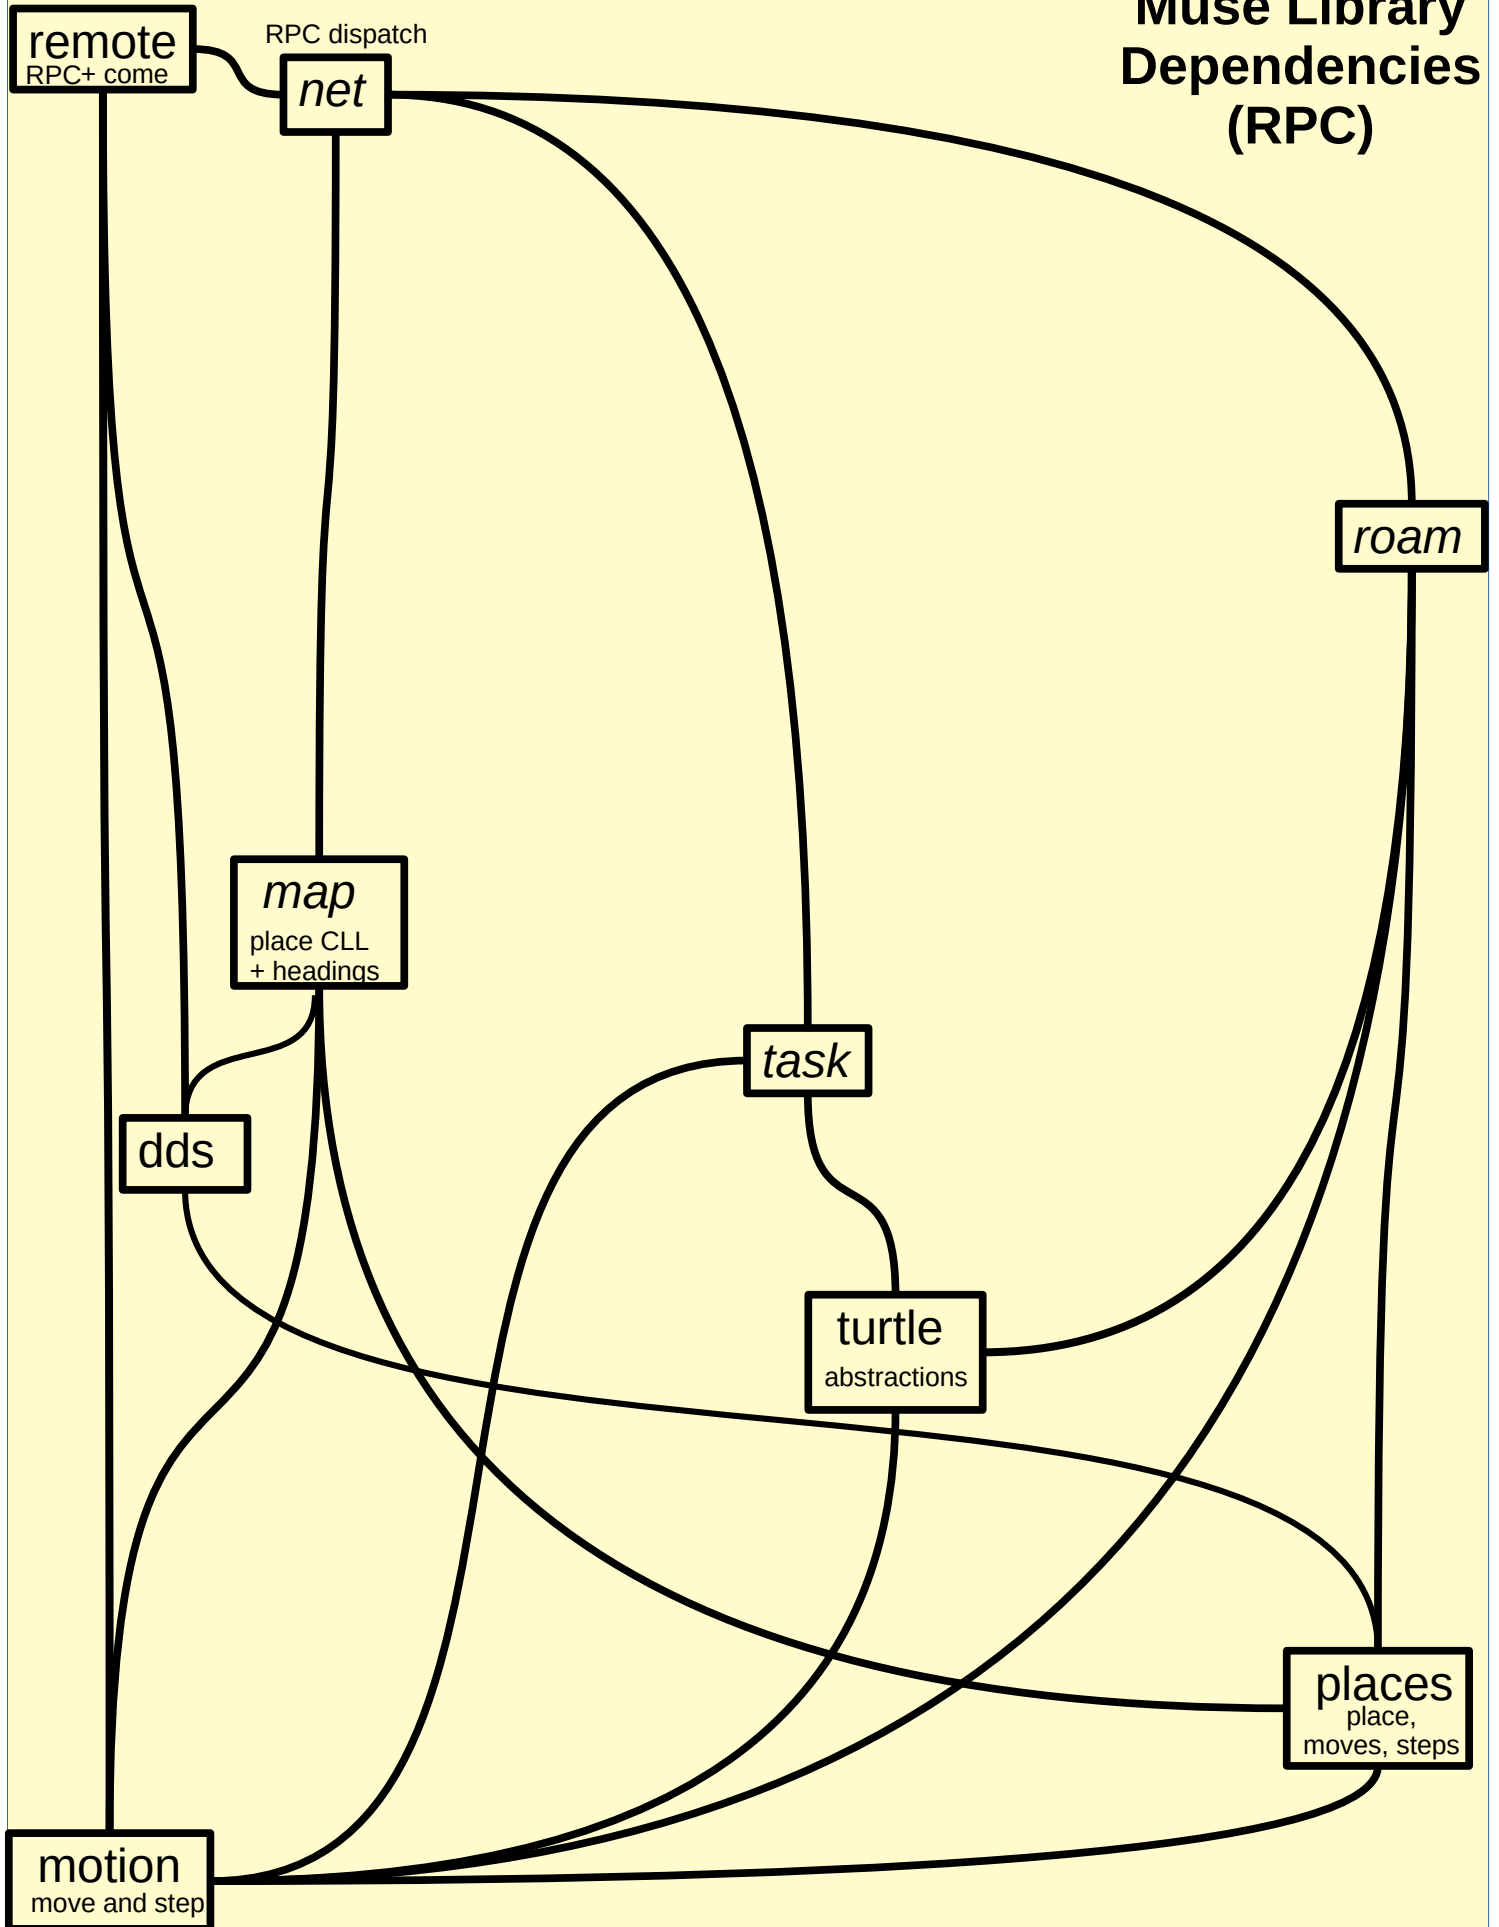 Muse Library
Dependencies
(RPC)
remote
RPC+ come
RPC dispatch
net
roam
map
place CLL
+ headings
task
dds
turtle
abstractions
places
place,
moves, steps
motion
move and step